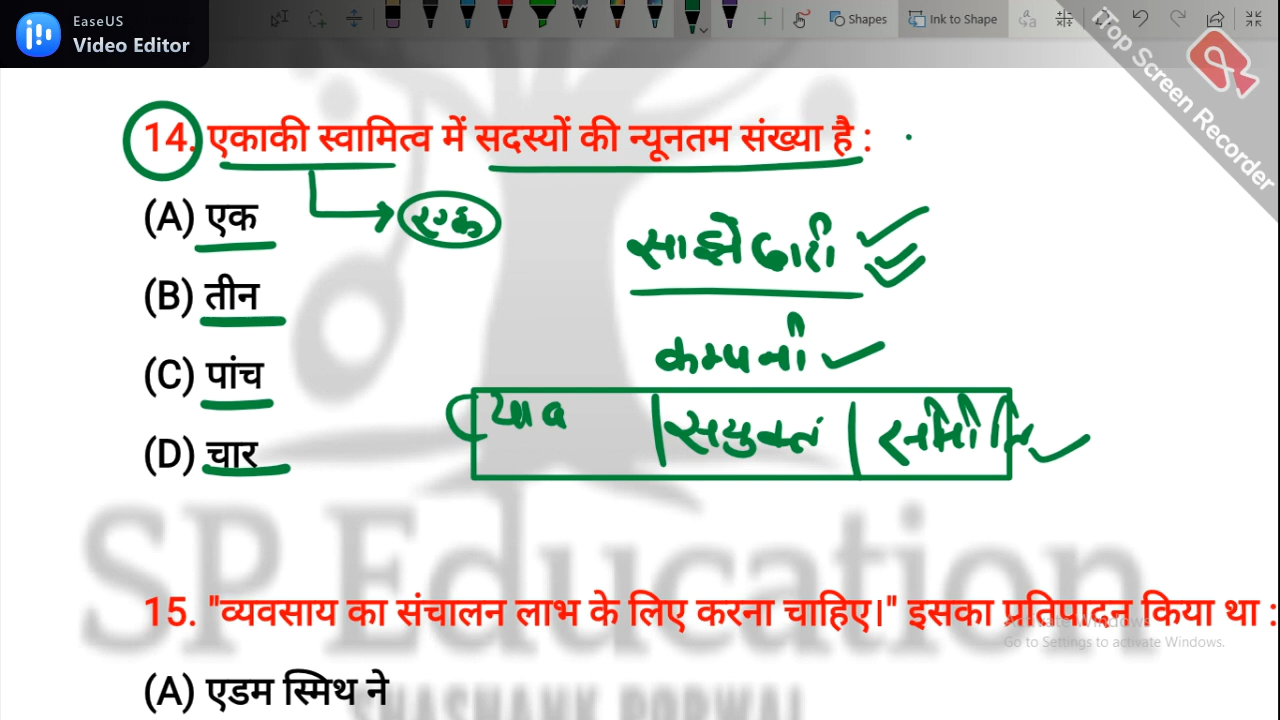 EaseUS
Video Editor
Shapes
Ink to Shape
iTop Screen Recorder
14. एकाकी स्वामित्व में सदस्यों की न्यूनतम संख्या है :
(A) एक
एक
साझेदारी
(B) तीन
कम्पनी
(C) पांच
(D) चार
SP Education
15. "व्यवसाय का संचालन लाभ के लिए करना चाहिए।" इसका प्रतिपादन किया था :
Activate Windows
Go to Settings to activate Windows.
(A) एडम स्मिथ ने
SHASHANK PORWAL